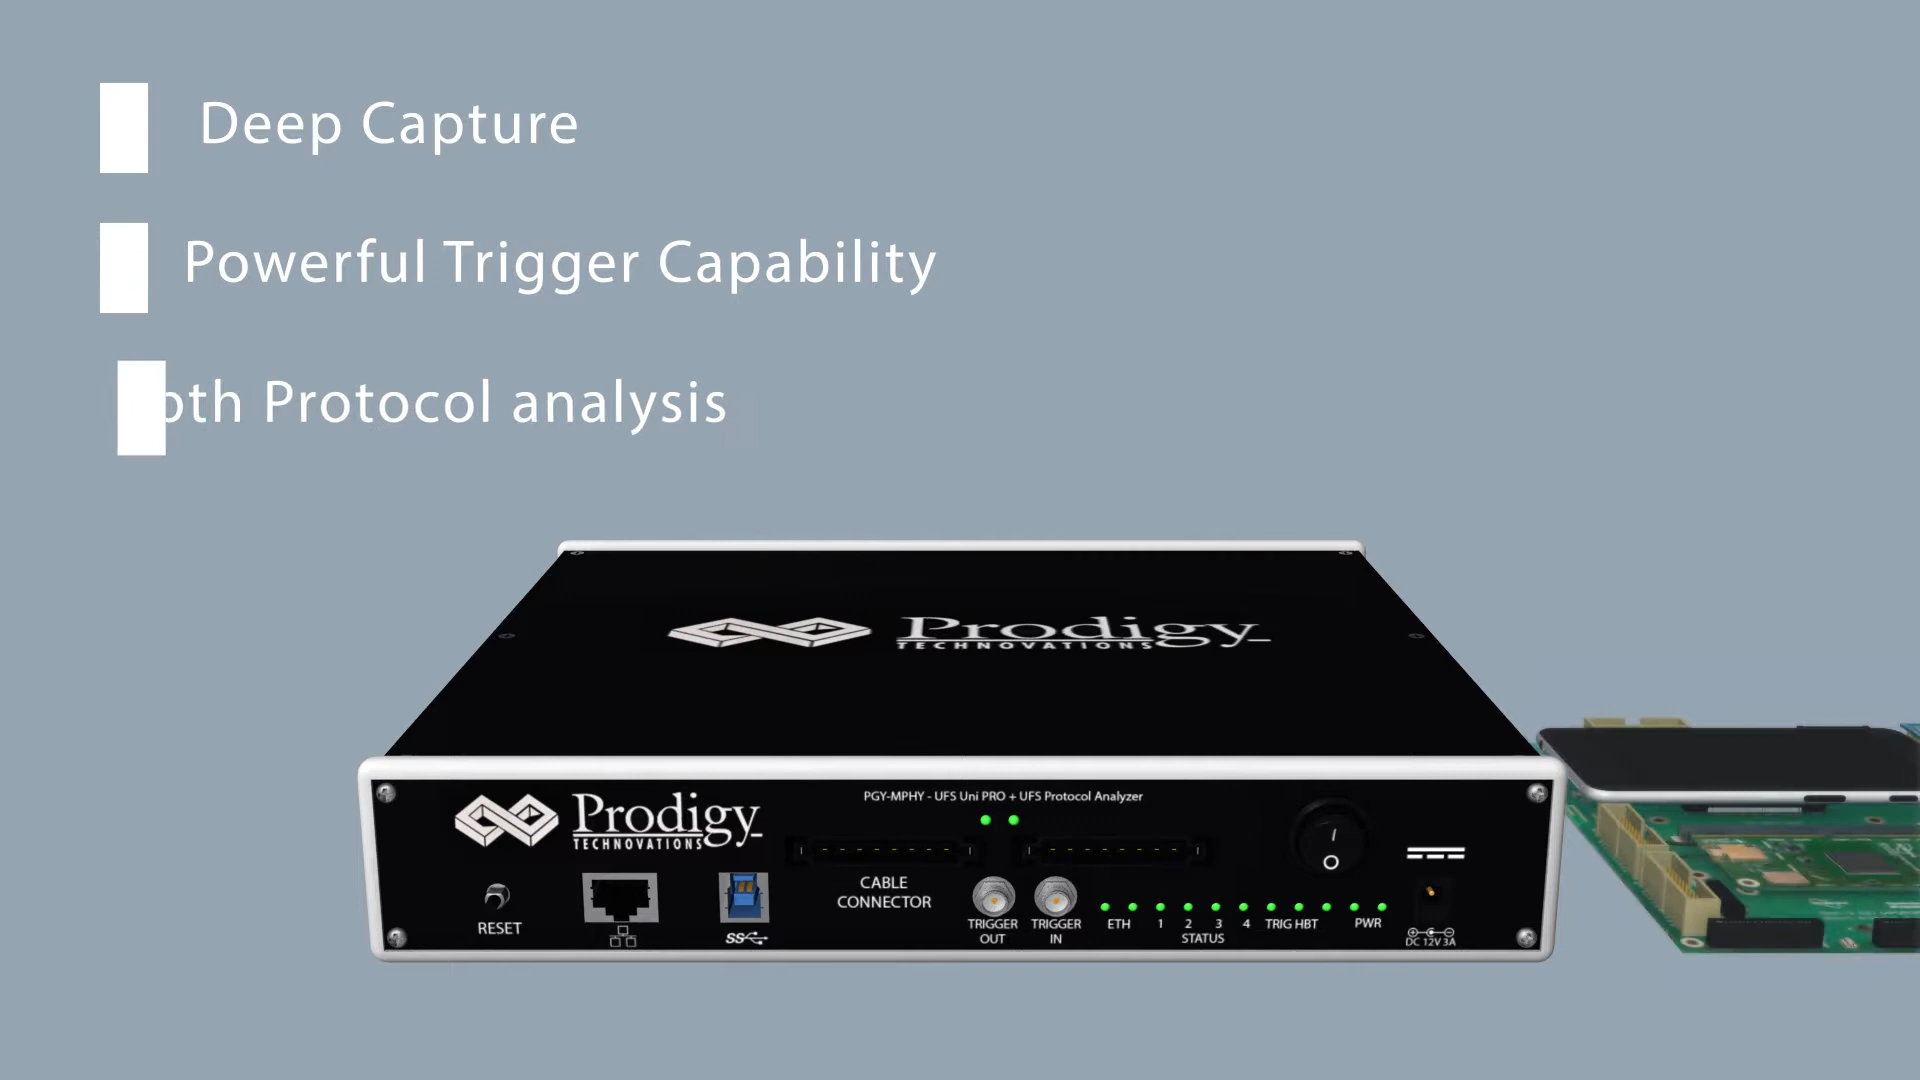 Deep Capture
Powerful Trigger Capability
pth Protocol analysis
Prodigy
TECHNOVATIONS
PGY-MPHY - UFS Uni PRO + UFS Protocol Analyzer
Prodigy
TECHNOVATIONS
CABLE
CONNECTOR
RESET
SS
TRIGGER
OUT
TRIGGER
IN
ETH 1 2 3 4 TRIG HBT PWR
STATUS
DC 12V 3A